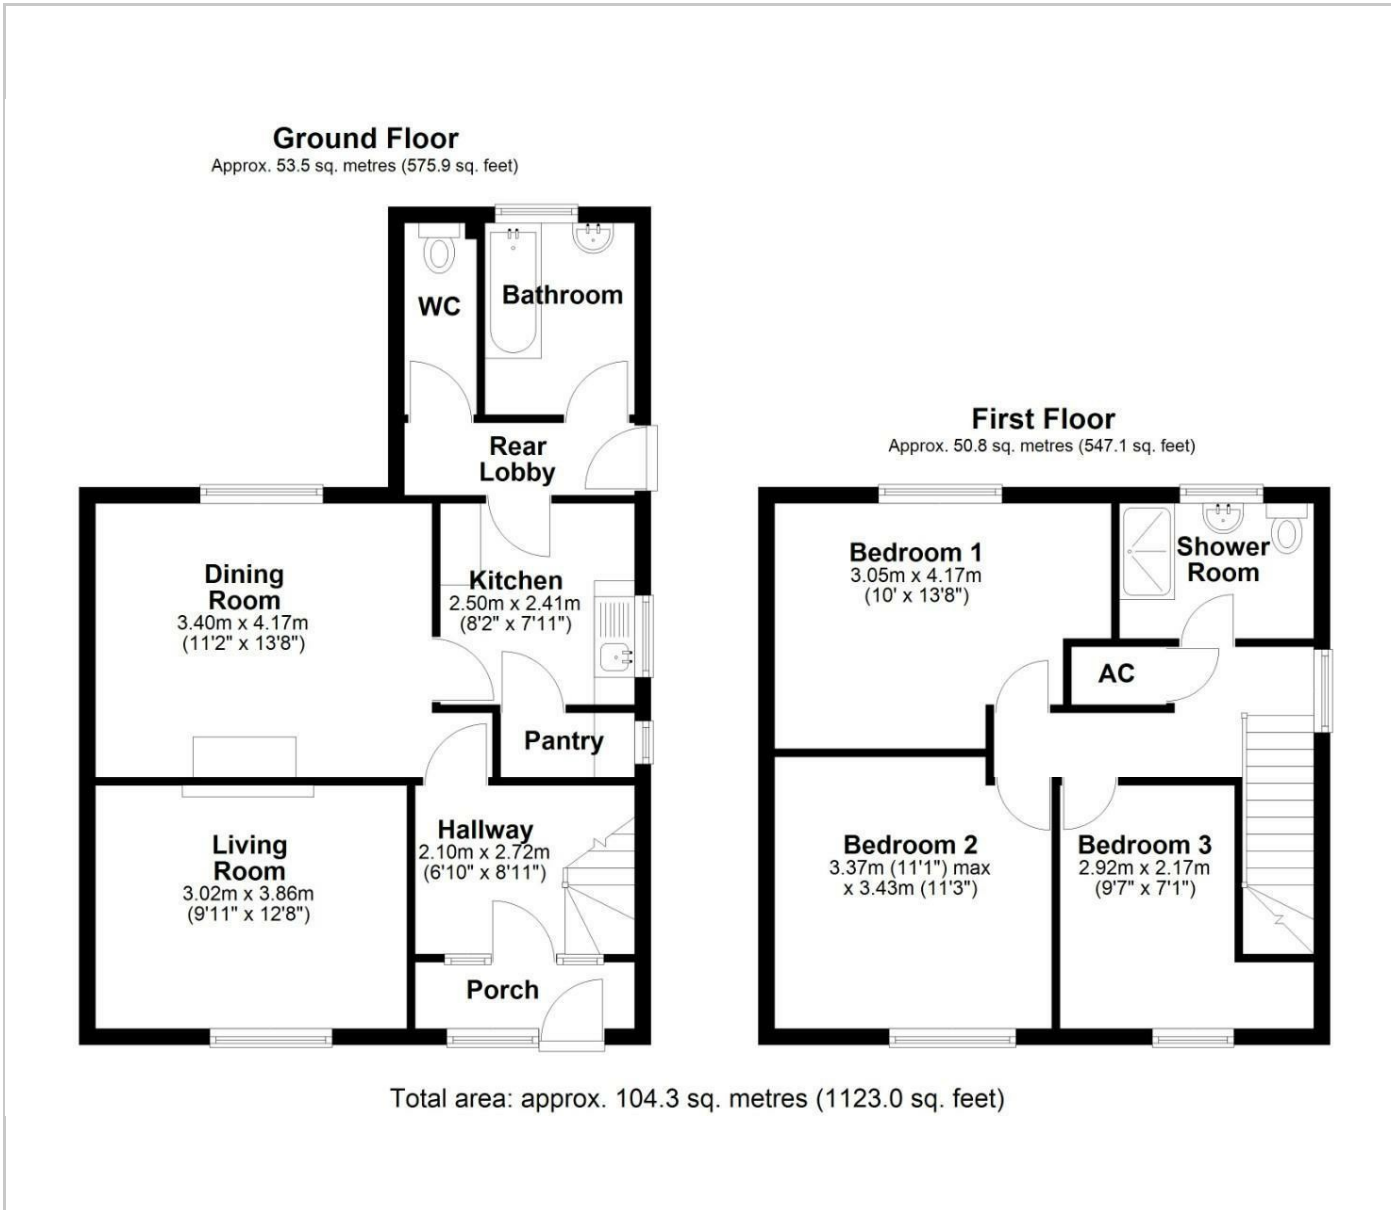 Ground Floor
Approx. 53.5 sq. metres (575.9 sq. feet)
WC
Bathroom
Rear
Lobby
Dining
Room
3.40m x 4.17m
(11'2" x 13'8")
Kitchen
2.50m x 2.41m
(8'2" x 7'11")
Pantry
Living
Room
3.02m x 3.86m
(9'11" x 12'8")
Hallway
2.10m x 2.72m
(6'10" x 8'11")
Porch
First Floor
Approx. 50.8 sq. metres (547.1 sq. feet)
Bedroom 1
3.05m x 4.17m
(10' x 13'8")
Shower
Room
AC
Bedroom 2
3.37m (11'1") max
x 3.43m (11'3")
Bedroom 3
2.92m x 2.17m
(9'7" x 7'1")
Total area: approx. 104.3 sq. metres (1123.0 sq. feet)